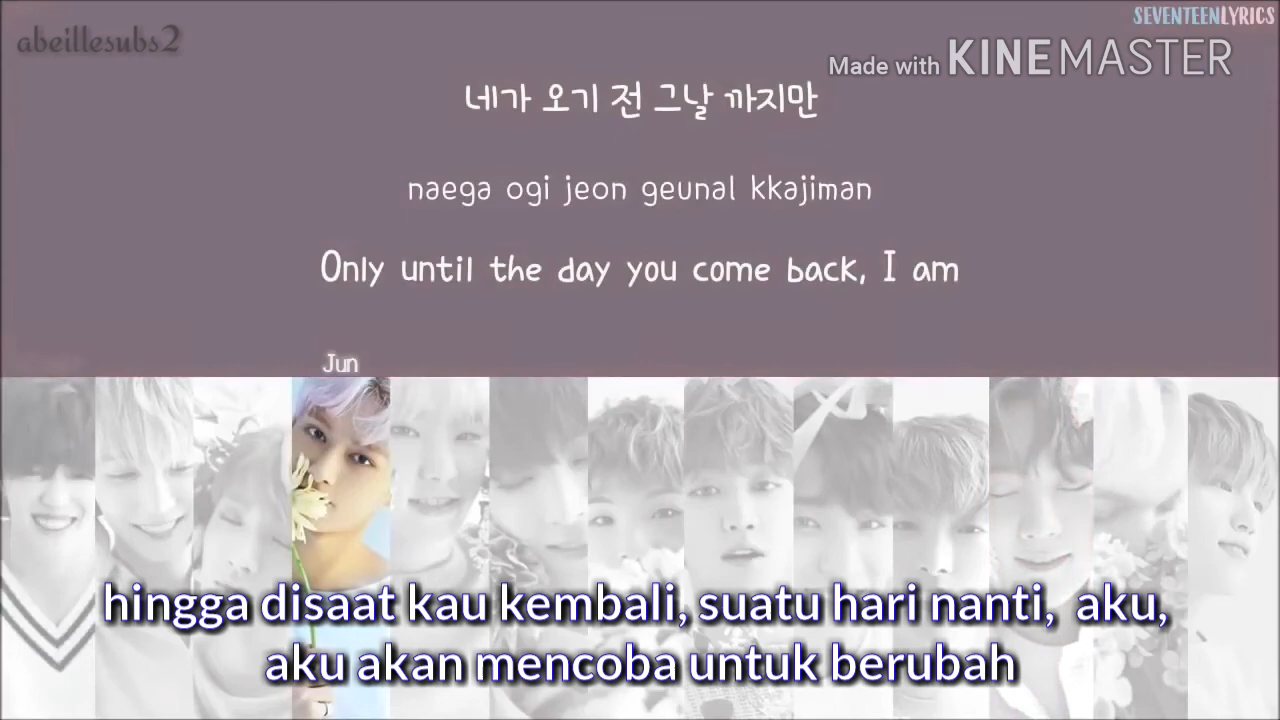 SEVENTEENLYRICS
abeillesubs2
Made with KINEMASTER
네가 오기 전 그날 까지만
naega ogi jeon geunal kkajiman
Only until the day you come back, I am
Jun
hingga disaat kau kembali, suatu hari nanti, aku,
aku akan mencoba untuk berubah